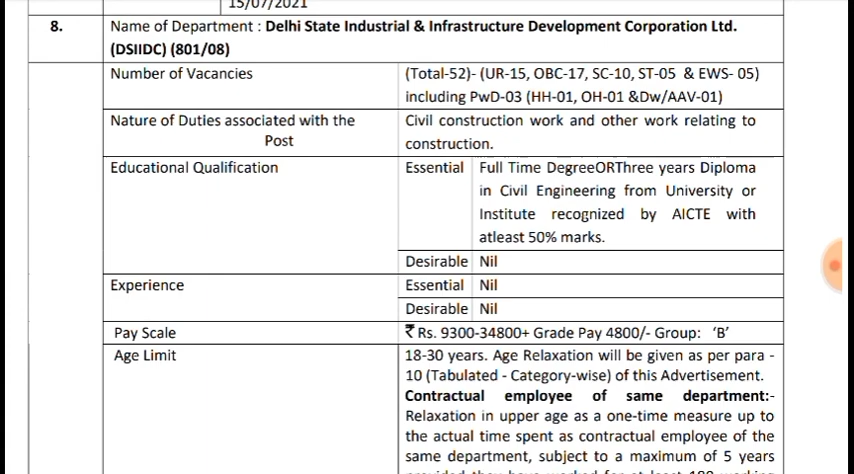 15/07/2021
8.
Name of Department : Delhi State Industrial & Infrastructure Development Corporation Ltd.
(DSIIDC) (801/08)
Number of Vacancies
(Total-52)- (UR-15, OBC-17, SC-10, ST-05 & EWS- 05)
including PwD-03 (HH-01, OH-01 &Dw/AAV-01)
Nature of Duties associated with the
Post
Civil construction work and other work relating to
construction.
Educational Qualification
Essential
Full Time DegreeORThree years Diploma
in Civil Engineering from University or
Institute recognized by AICTE with
atleast 50% marks.
Desirable
Nil
Experience
Essential
Nil
Desirable
Nil
Pay Scale
₹ Rs. 9300-34800+ Grade Pay 4800/- Group: ‘B’
Age Limit
18-30 years. Age Relaxation will be given as per para -
10 (Tabulated - Category-wise) of this Advertisement.
Contractual employee of same department:-
Relaxation in upper age as a one-time measure up to
the actual time spent as contractual employee of the
same department, subject to a maximum of 5 years